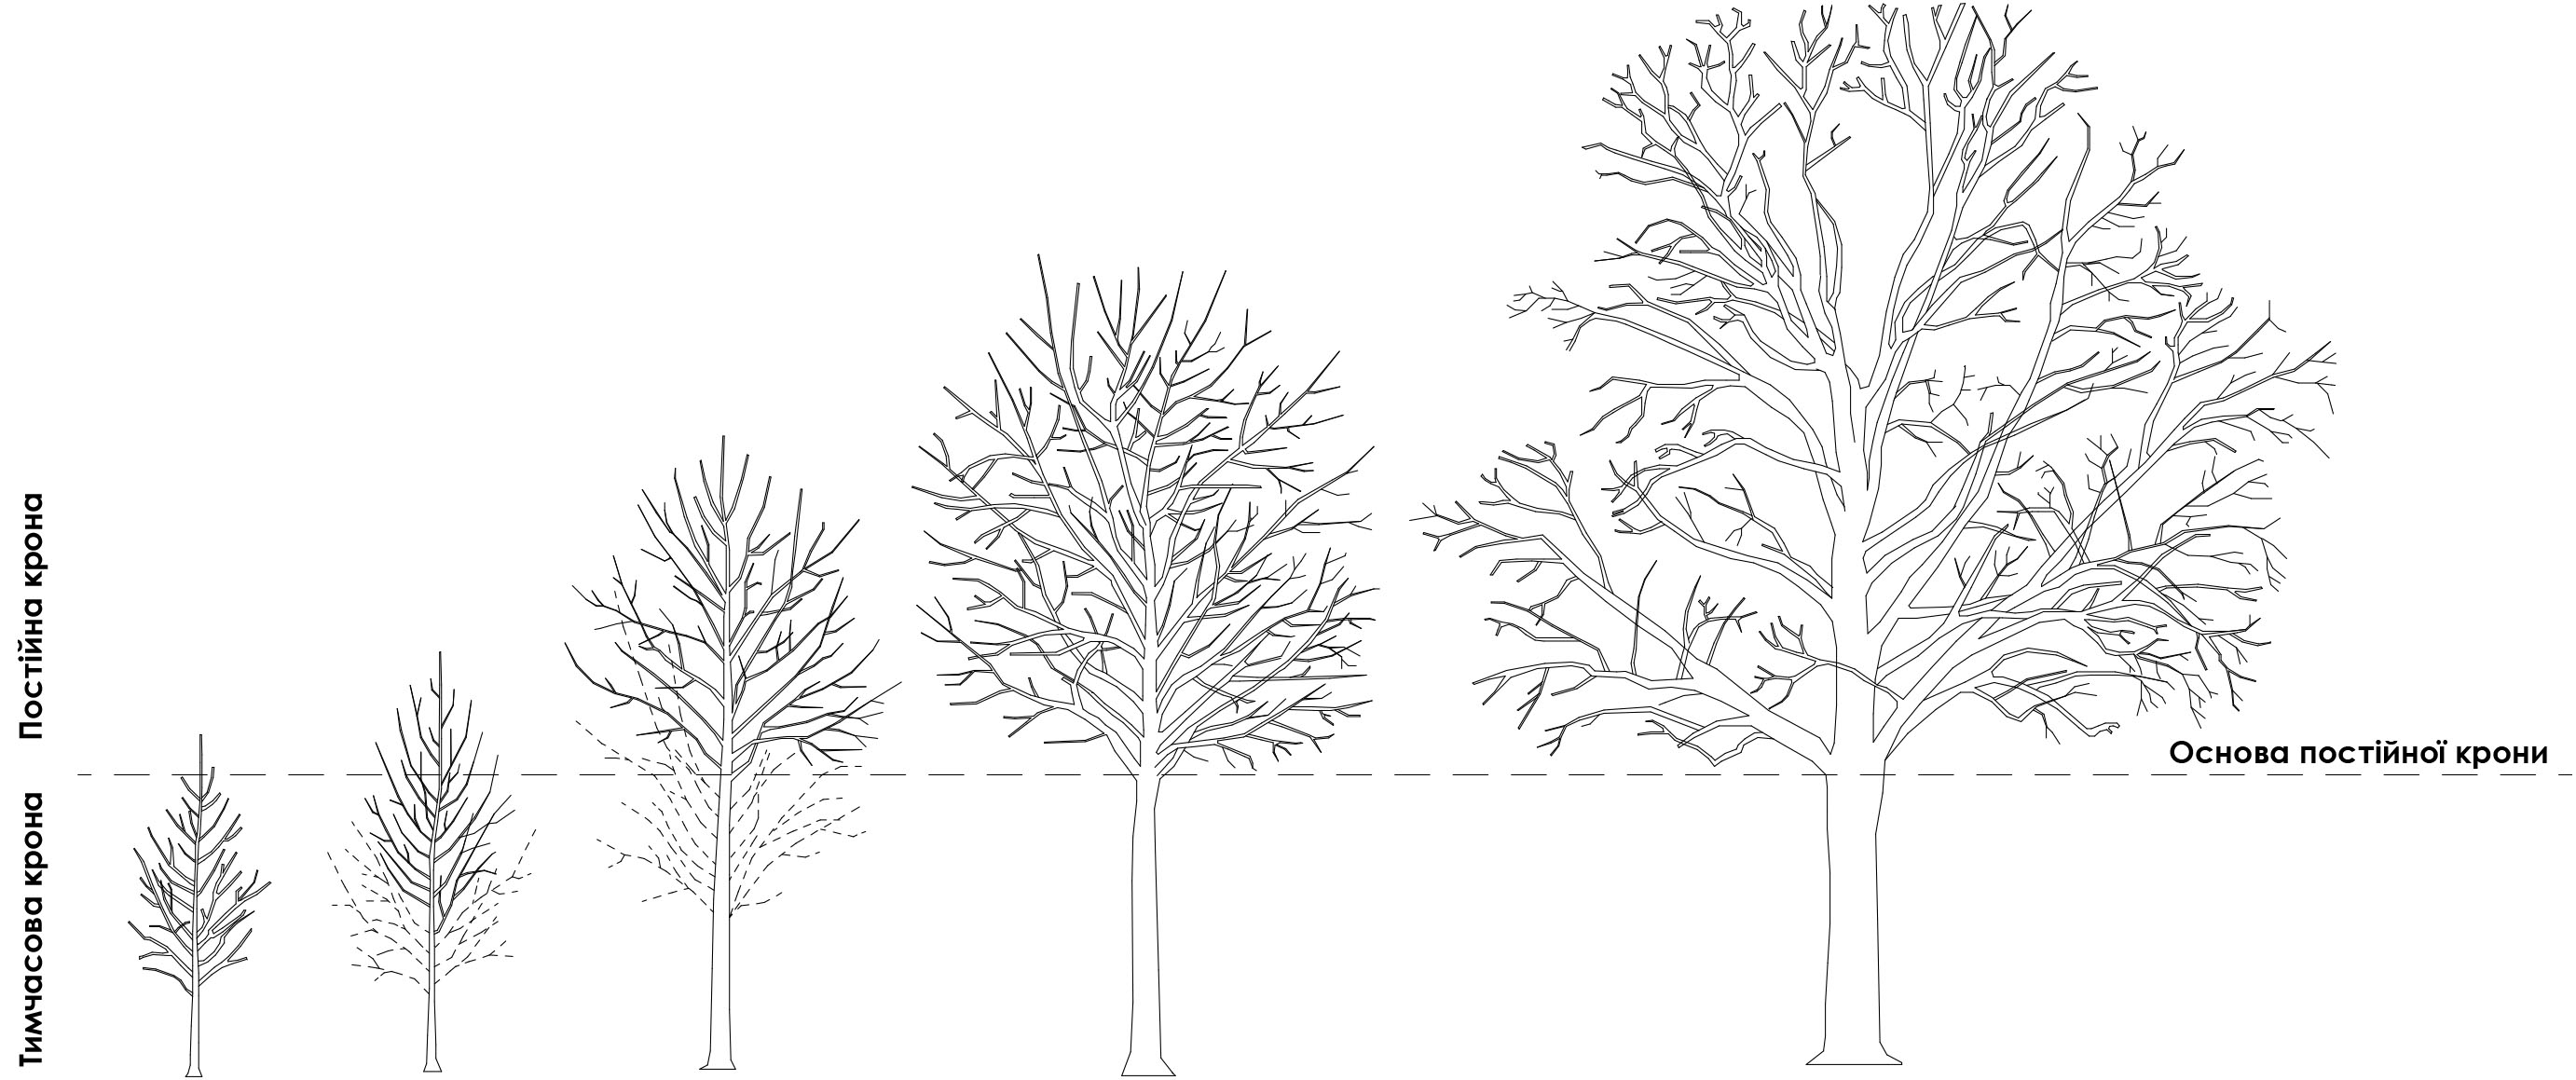 Постійна крона
Тимчасова крона
Основа постійної крони